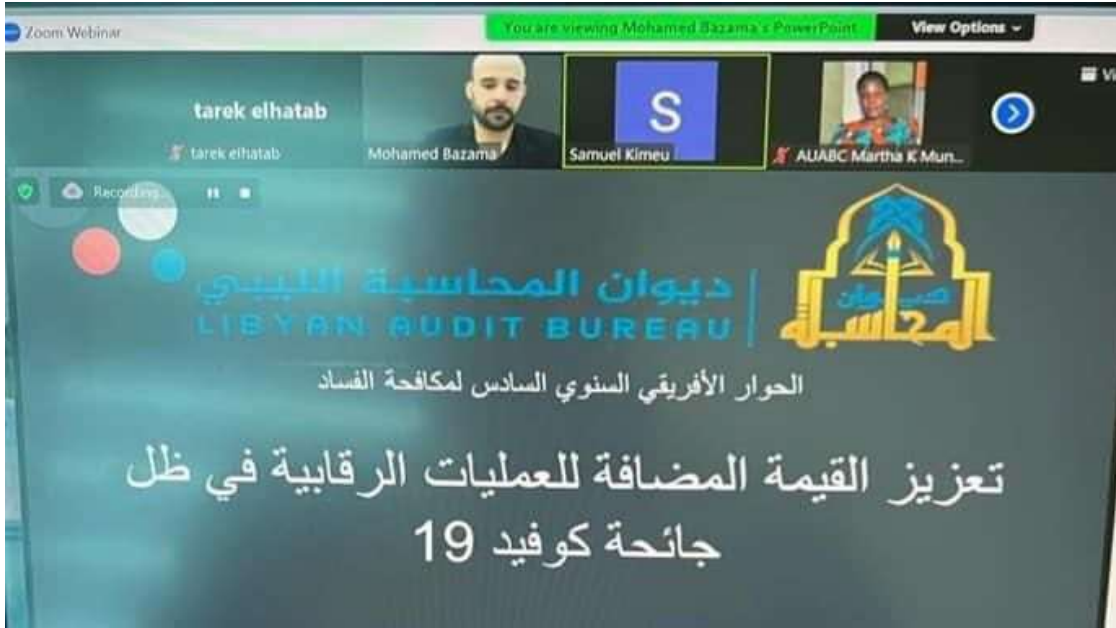 Zoom Webinar
You are viewing Mohamed Bazama's PowerPoint
View Options
tarek elhatab
tarek elhatab
Mohamed Bazama
S
Samuel Kimeu
AUABC Martha K Mun...
Recording...
ديوان المحاسبة الليبي
LIBYAN AUDIT BUREAU
ديوان
المحاسبة
الحوار الأفريقي السنوي السادس لمكافحة الفساد
تعزيز القيمة المضافة للعمليات الرقابية في ظل
جائحة كوفيد 19